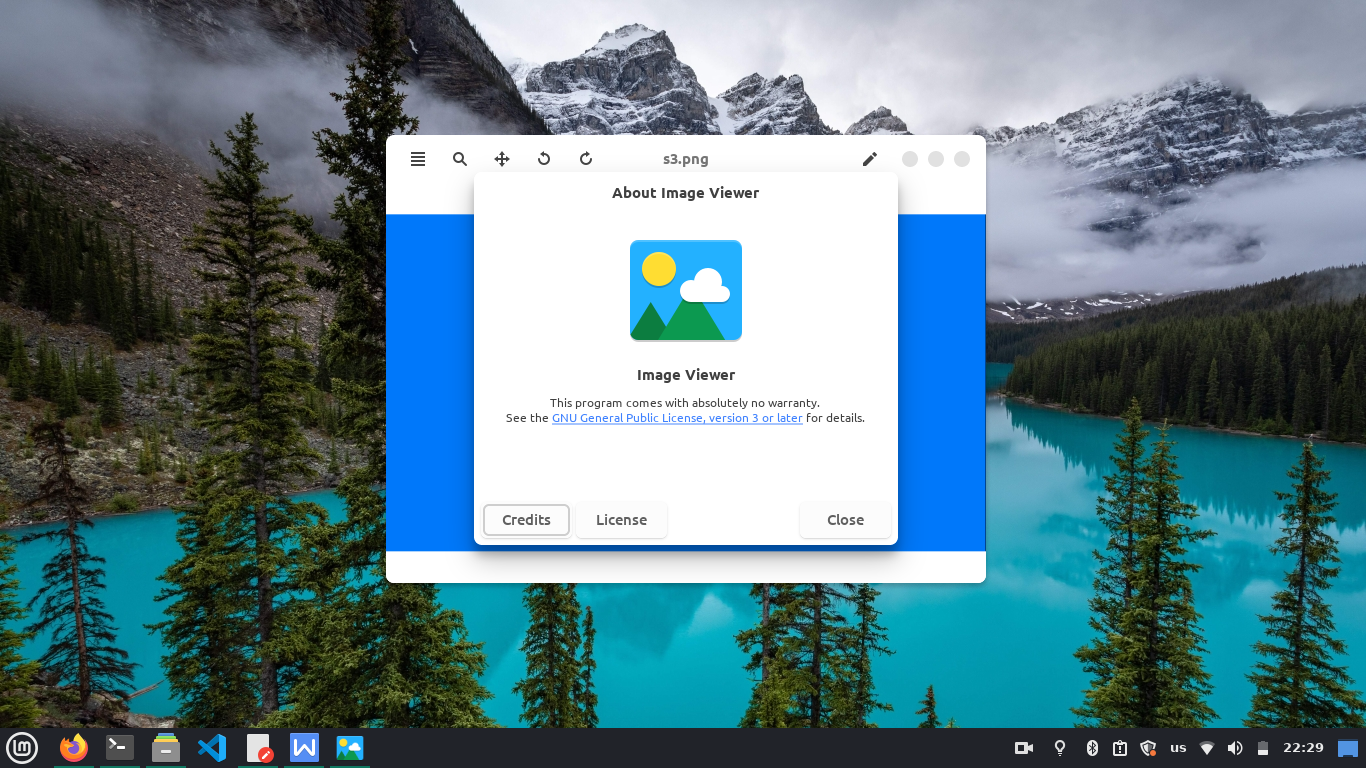 s3.png
About Image Viewer
Image Viewer
This program comes with absolutely no warranty.
See the GNU General Public License, version 3 or later for details.
Credits
License
Close
us
22:29